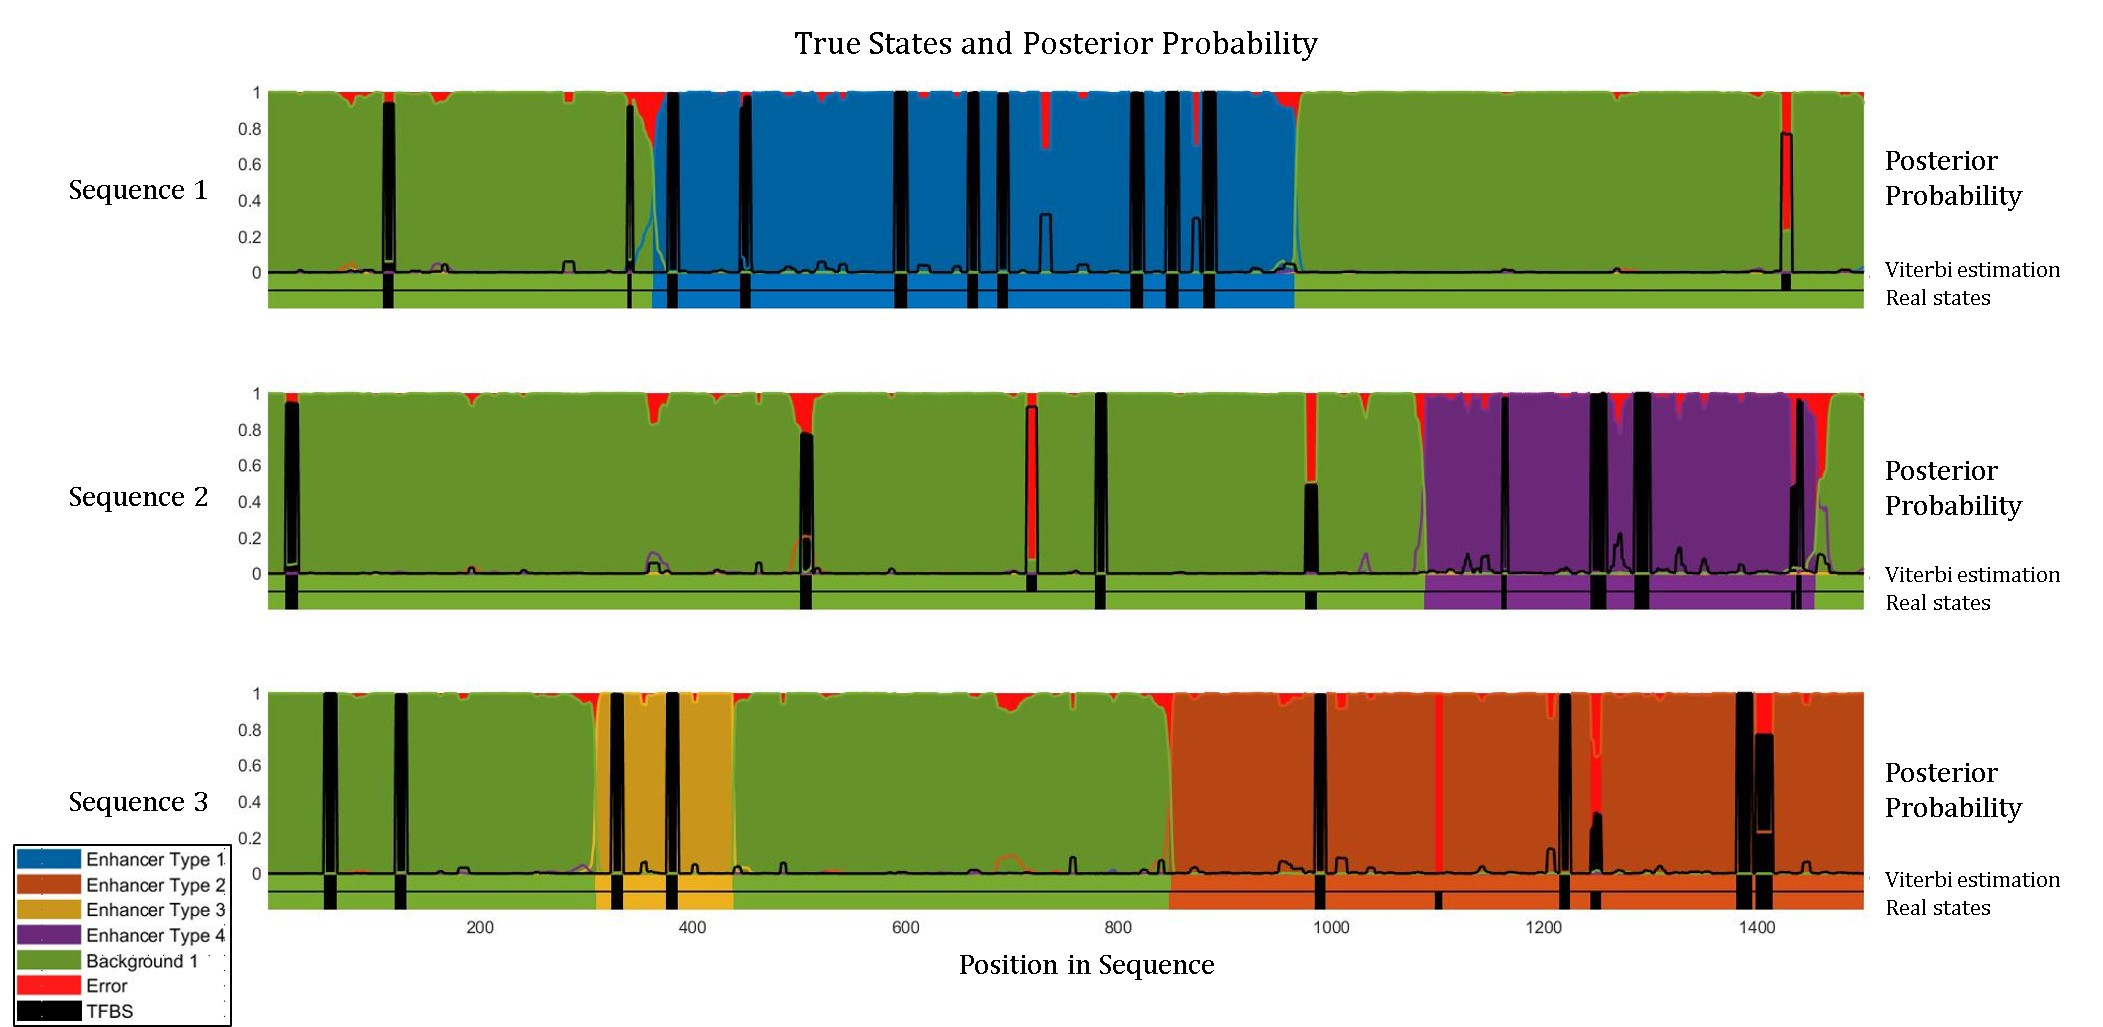 True States and Posterior Probability
Sequence 1
1
0.8
0.6
0.4
0.2
0
Posterior
Probability
Viterbi estimation
Real states
Sequence 2
1
0.8
0.6
0.4
0.2
0
Posterior
Probability
Viterbi estimation
Real states
Sequence 3
1
0.8
0.6
0.4
0.2
0
Posterior
Probability
Viterbi estimation
Real states
200 400 600 800 1000 1200 1400
Position in Sequence
Enhancer Type 1
Enhancer Type 2
Enhancer Type 3
Enhancer Type 4
Background 1
Error
TFBS